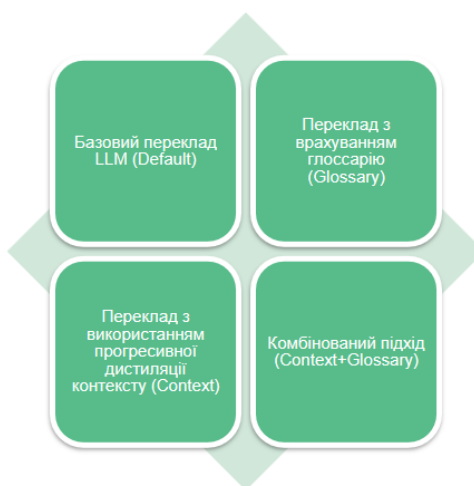 Базовий переклад
LLM (Default)
Переклад з
врахуванням
глоссарію
(Glossary)
Переклад з
використанням
прогресивної
дистиляції
контексту (Context)
Комбінований підхід
(Context+Glossary)